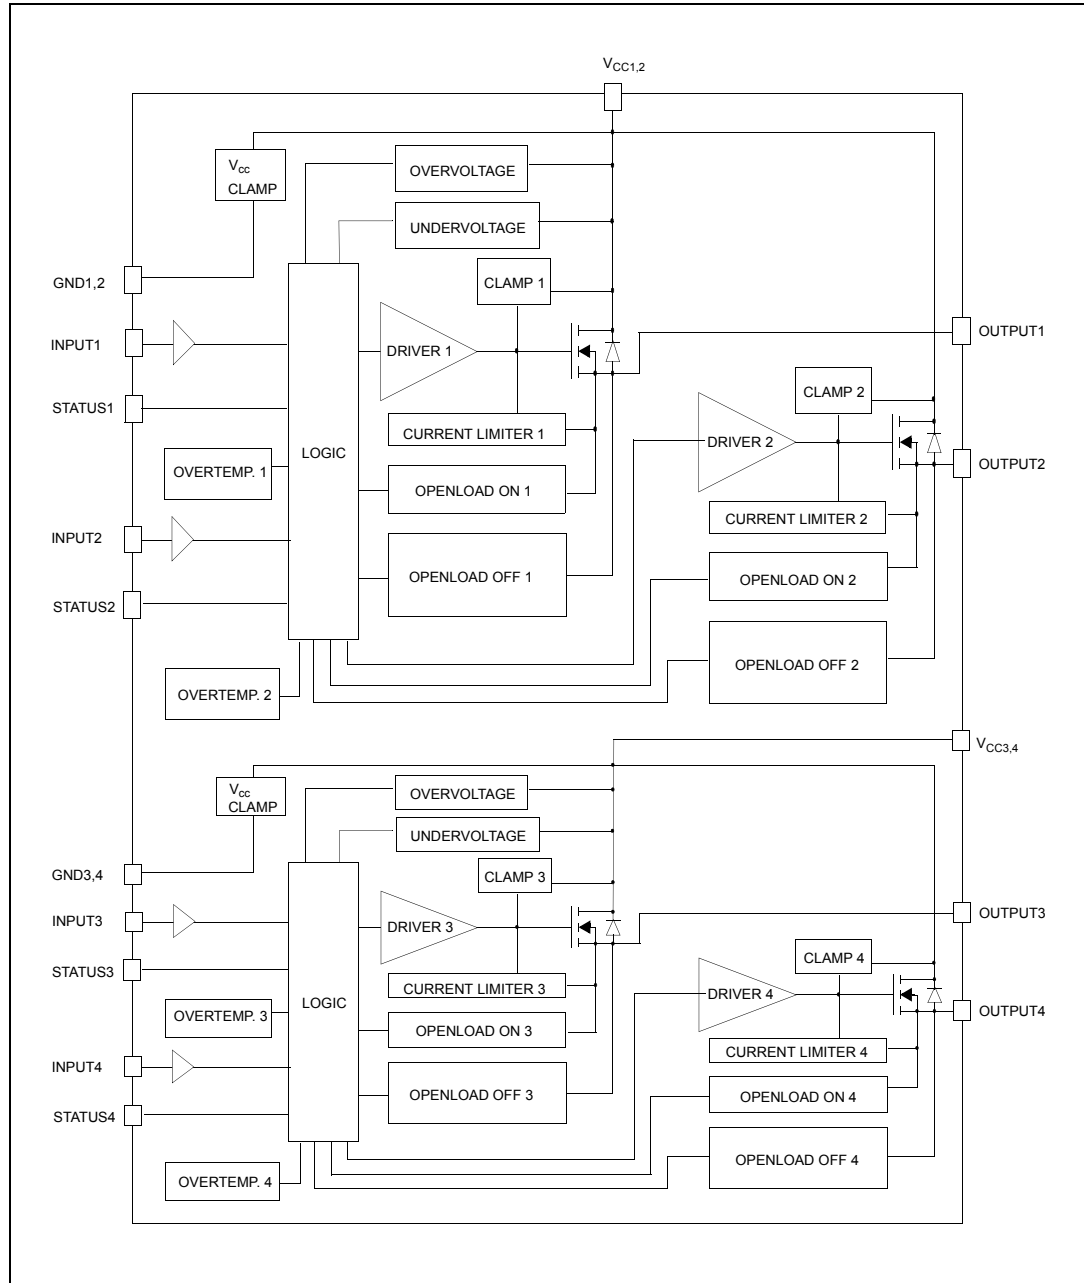 VCC1,2
Vcc
CLAMP
OVERVOLTAGE
UNDERVOLTAGE
GND1,2
CLAMP 1
INPUT1
DRIVER 1
OUTPUT1
CLAMP 2
STATUS1
CURRENT LIMITER 1
DRIVER 2
LOGIC
OVERTEMP. 1
OUTPUT2
OPENLOAD ON 1
CURRENT LIMITER 2
INPUT2
OPENLOAD OFF 1
OPENLOAD ON 2
STATUS2
OPENLOAD OFF 2
OVERTEMP. 2
VCC3,4
Vcc
CLAMP
OVERVOLTAGE
UNDERVOLTAGE
GND3,4
CLAMP 3
INPUT3
DRIVER 3
OUTPUT3
CLAMP 4
STATUS3
CURRENT LIMITER 3
DRIVER 4
LOGIC
OVERTEMP. 3
OUTPUT4
OPENLOAD ON 3
CURRENT LIMITER 4
INPUT4
OPENLOAD OFF 3
OPENLOAD ON 4
STATUS4
OPENLOAD OFF 4
OVERTEMP. 4